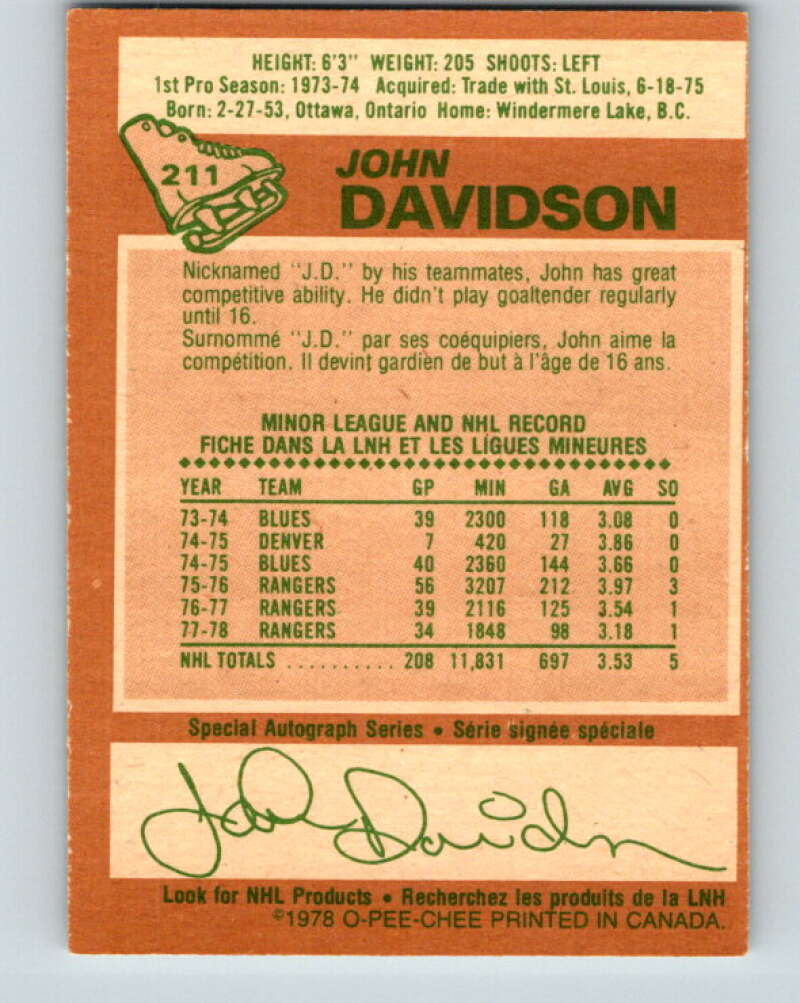 HEIGHT: 6'3" WEIGHT: 205 SHOOTS: LEFT
1st Pro Season: 1973-74 Acquired: Trade with St. Louis, 6-18-75
Born: 2-27-53, Ottawa, Ontario Home: Windermere Lake, B.C.
211
JOHN
DAVIDSON
Nicknamed "J.D." by his teammates, John has great
competitive ability. He didn't play goaltender regularly
until 16.
Surnommé "J.D." par ses coéquipiers, John aime la
compétition. Il devint gardien de but à l'âge de 16 ans.
MINOR LEAGUE AND NHL RECORD
FICHE DANS LA LNH ET LES LIGUES MINEURES
YEAR TEAM GP MIN GA AVG SO
73-74 BLUES 39 2300 118 3.08 0
74-75 DENVER 7 420 27 3.86 0
74-75 BLUES 40 2360 144 3.66 0
75-76 RANGERS 56 3207 212 3.97 3
76-77 RANGERS 39 2116 125 3.54 1
77-78 RANGERS 34 1848 98 3.18 1
NHL TOTALS .......... 208 11,831 697 3.53 5
Special Autograph Series • Série signée spéciale
John Davidson
Look for NHL Products • Recherchez les produits de la LNH
©1978 O-PEE-CHEE PRINTED IN CANADA.